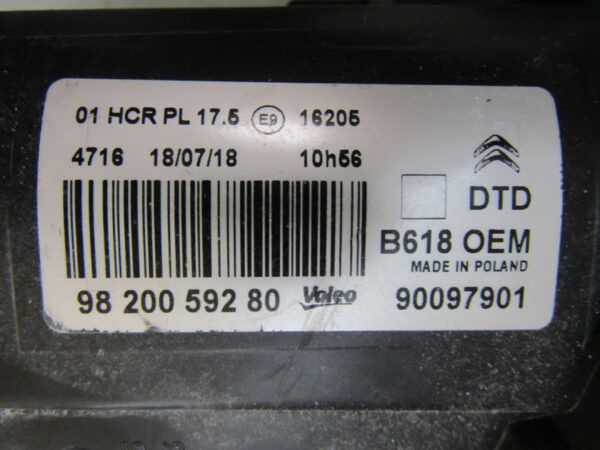 01 HCR PL 17.5 E9 16205
4716 18/07/18 10h56
DTD
B618 OEM
MADE IN POLAND
98 200 592 80 Valeo 90097901